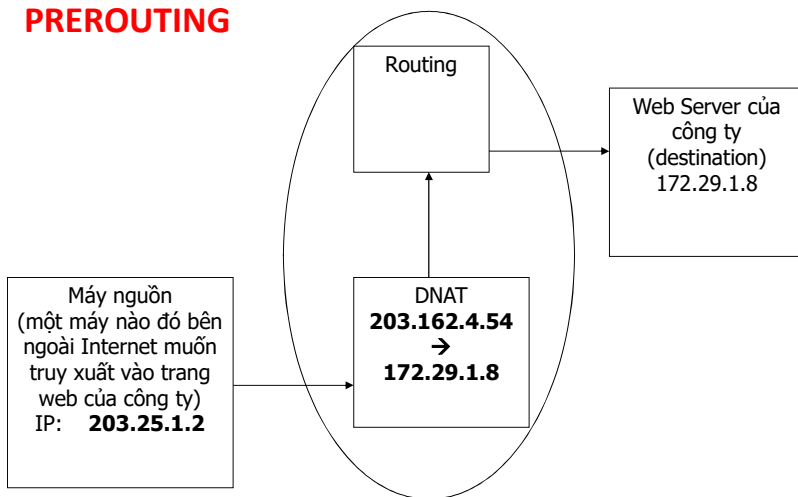 PREROUTING
Routing
Web Server của
công ty
(destination)
172.29.1.8
Máy nguồn
(một máy nào đó bên
ngoài Internet muốn
truy xuất vào trang
web của công ty)
IP: 203.25.1.2
DNAT
203.162.4.54
→
172.29.1.8